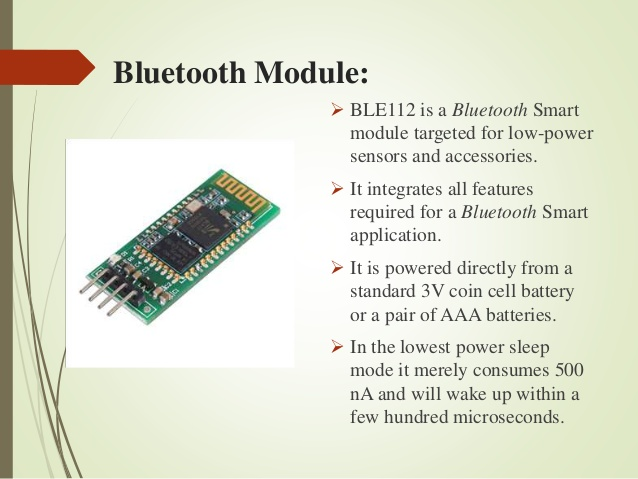 Bluetooth Module:
➢ BLE112 is a Bluetooth Smart
module targeted for low-power
sensors and accessories.
➢ It integrates all features
required for a Bluetooth Smart
application.
➢ It is powered directly from a
standard 3V coin cell battery
or a pair of AAA batteries.
➢ In the lowest power sleep
mode it merely consumes 500
nA and will wake up within a
few hundred microseconds.